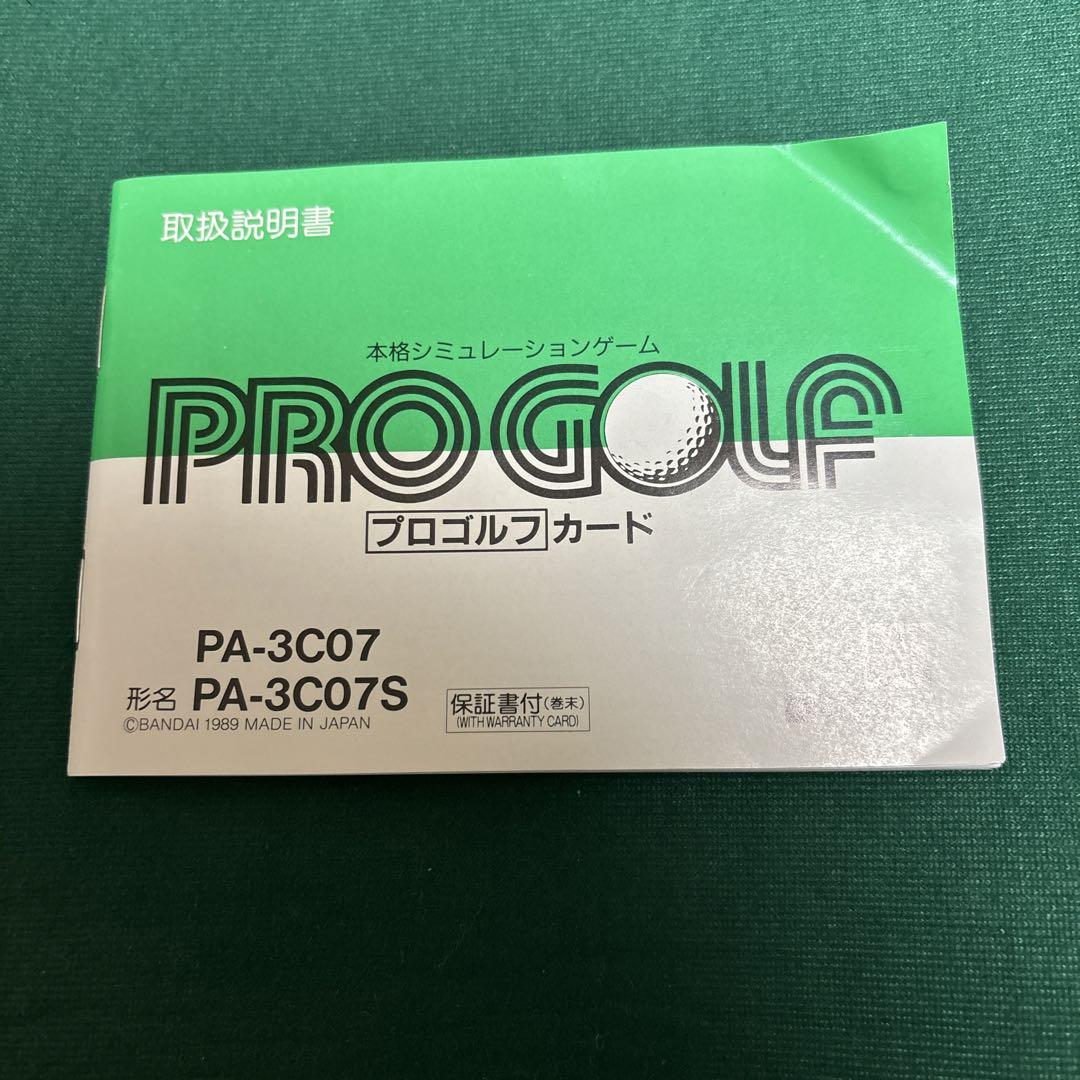 取扱説明書
本格シミュレーションゲーム
PRO GOLF
プロゴルフカード
PA-3C07
形名 PA-3C07S
©BANDAI 1989 MADE IN JAPAN
保証書付(巻末)
(WITH WARRANTY CARD)